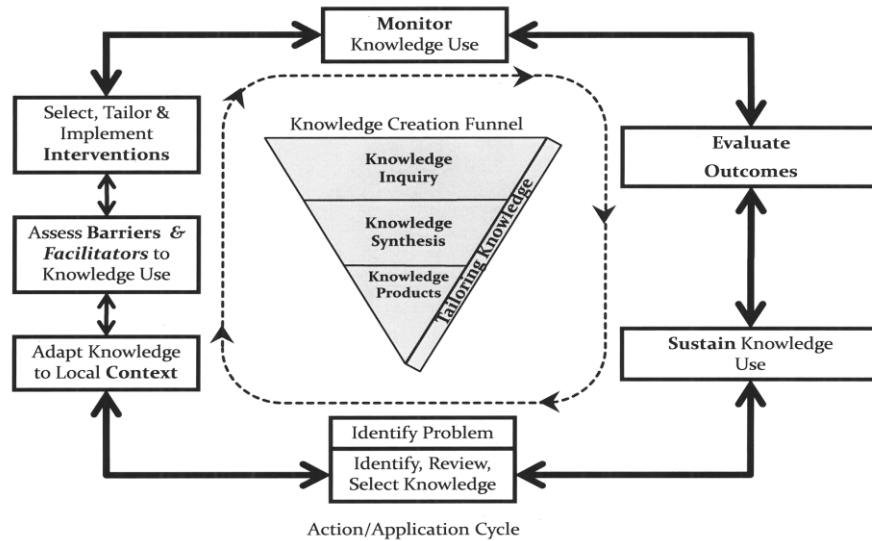 Monitor
Knowledge Use
Select, Tailor &
Implement
Interventions
Knowledge Creation Funnel
Evaluate
Outcomes
Knowledge
Inquiry
Assess Barriers &
Facilitators to
Knowledge Use
Knowledge
Synthesis
Tailoring Knowledge
Knowledge
Products
Adapt Knowledge
to Local Context
Sustain Knowledge
Use
Identify Problem
Identify, Review,
Select Knowledge
Action/Application Cycle